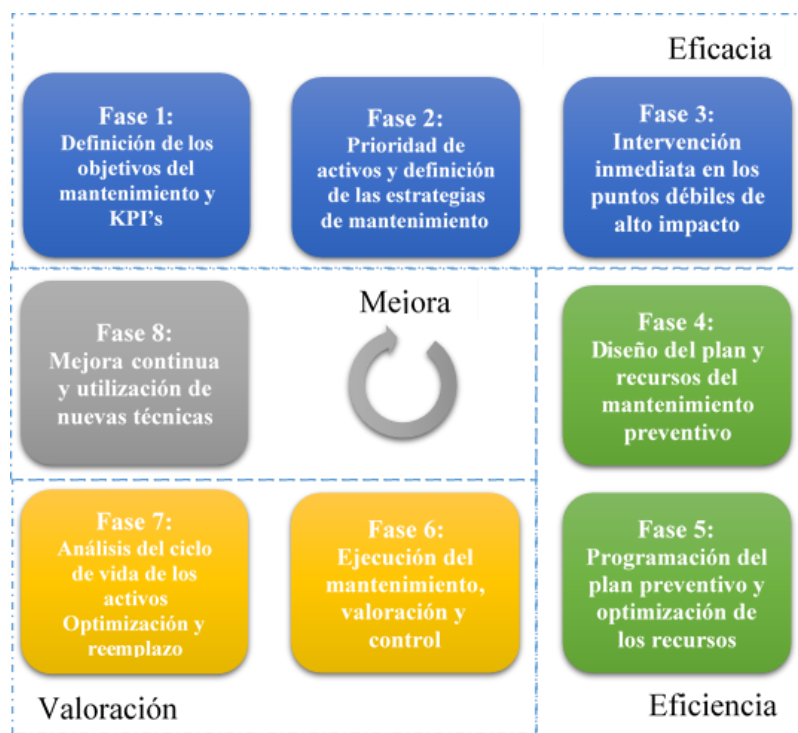 Eficacia
Fase 1:
Definición de los
objetivos del
mantenimiento y
KPI's
Fase 2:
Prioridad de
activos y definición
de las estrategias
de mantenimiento
Fase 3:
Intervención
inmediata en los
puntos débiles de
alto impacto
Fase 8:
Mejora continua
y utilización de
nuevas técnicas
Mejora
Fase 4:
Diseño del plan y
recursos del
mantenimiento
preventivo
Fase 7:
Análisis del ciclo
de vida de los
activos
Optimización y
reemplazo
Fase 6:
Ejecución del
mantenimiento,
valoración y
control
Fase 5:
Programación del
plan preventivo y
optimización de
los recursos
Valoración
Eficiencia